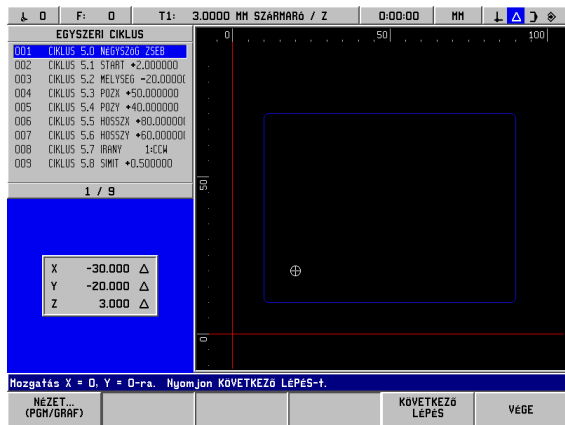 0 F: 0 T1: 3.0000 MM SZÁRMARó / Z 0:00:00 MM
EGYSZERI CIKLUS
001 CIKLUS 5.0 NéGYSZöG ZSEB
002 CIKLUS 5.1 START +2.000000
003 CIKLUS 5.2 MELYSEG -20.00000
004 CIKLUS 5.3 POZX +50.000000
005 CIKLUS 5.4 POZY +40.000000
006 CIKLUS 5.5 HOSSZX +80.00000
007 CIKLUS 5.6 HOSSZY +60.00000
008 CIKLUS 5.7 IRANY 1:CCW
009 CIKLUS 5.8 SIMIT +0.500000
1 / 9
0 50 100
50
0
X -30.000 Δ
Y -20.000 Δ
Z 3.000 Δ
Mozgatás X = 0, Y = 0-ra. Nyomjon KöVETKEZő LéPéS-t.
NéZET...
(PGM/GRAF)
KöVETKEZő
LéPéS
VéGE